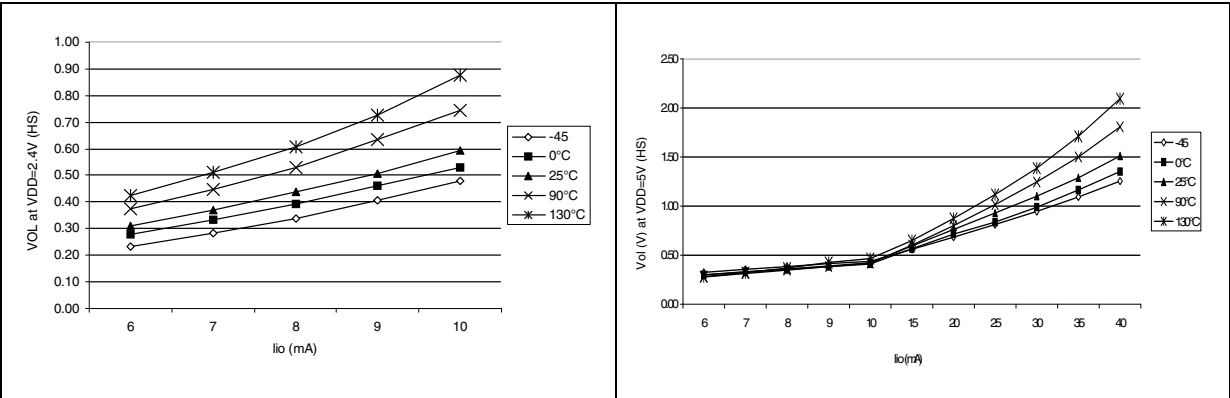 VOL at VDD=2.4V (HS)
1.00
0.90
0.80
0.70
0.60
0.50
0.40
0.30
0.20
0.10
0.00
6 7 8 9 10
Iio (mA)
-45
0°C
25°C
90°C
130°C
Vol (V) at VDD=5V (HS)
2.50
2.00
1.50
1.00
0.50
0.00
6 7 8 9 10 15 20 25 30 35 40
Iio(mA)
-45
0°C
25°C
90°C
130°C